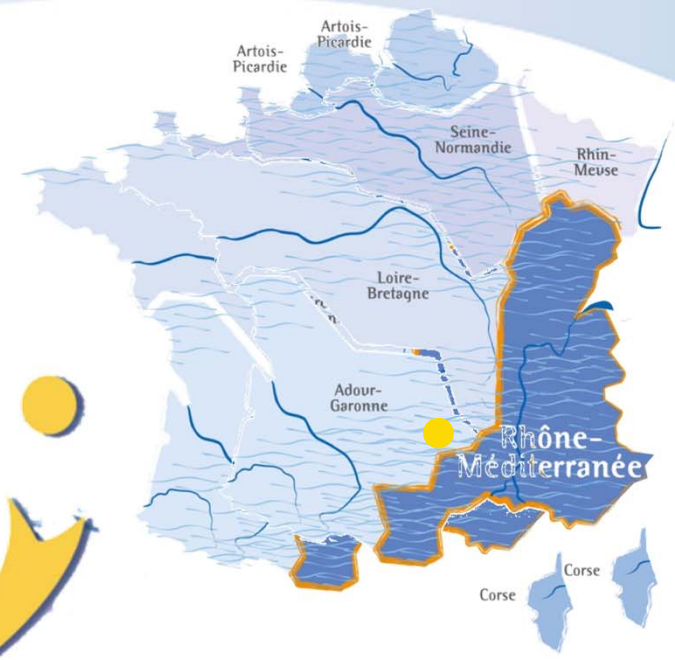 Artois-
Picardie
Artois-
Picardie
Seine-
Normandie
Rhin-
Meuse
Loire-
Bretagne
Adour-
Garonne
Rhône-
Méditerranée
Corse
Corse